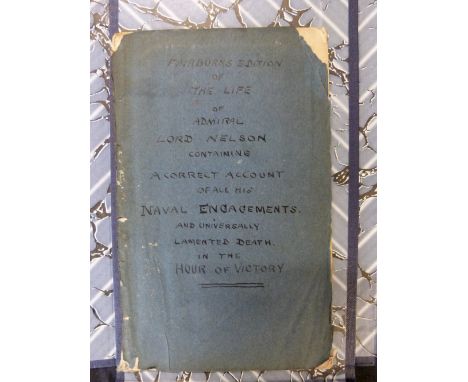 FAIRBURNS EDITION
OF
THE LIFE
OF
ADMIRAL
LORD NELSON
CONTAINING
A CORRECT ACCOUNT
OF ALL HIS
NAVAL ENGAGEMENTS.
AND UNIVERSALLY
LAMENTED DEATH.
IN THE
HOUR OF VICTORY